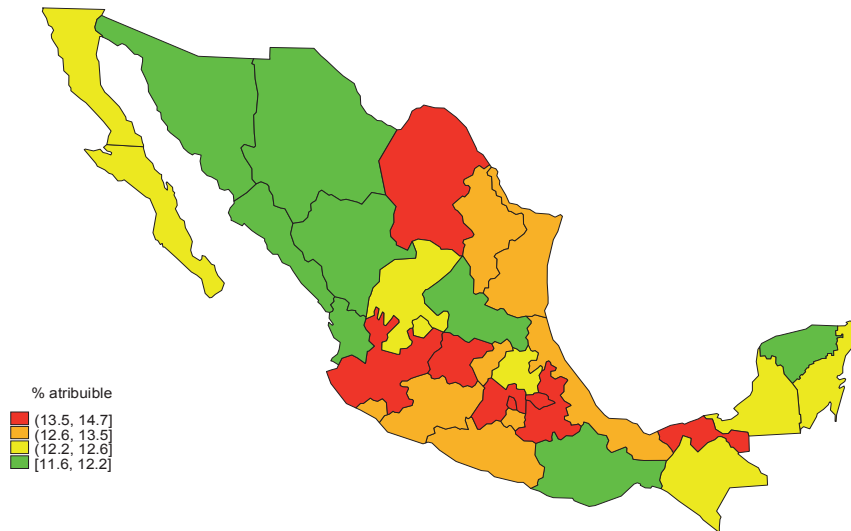 % atribuible
(13.5, 14.7]
(12.6, 13.5]
(12.2, 12.6]
[11.6, 12.2]